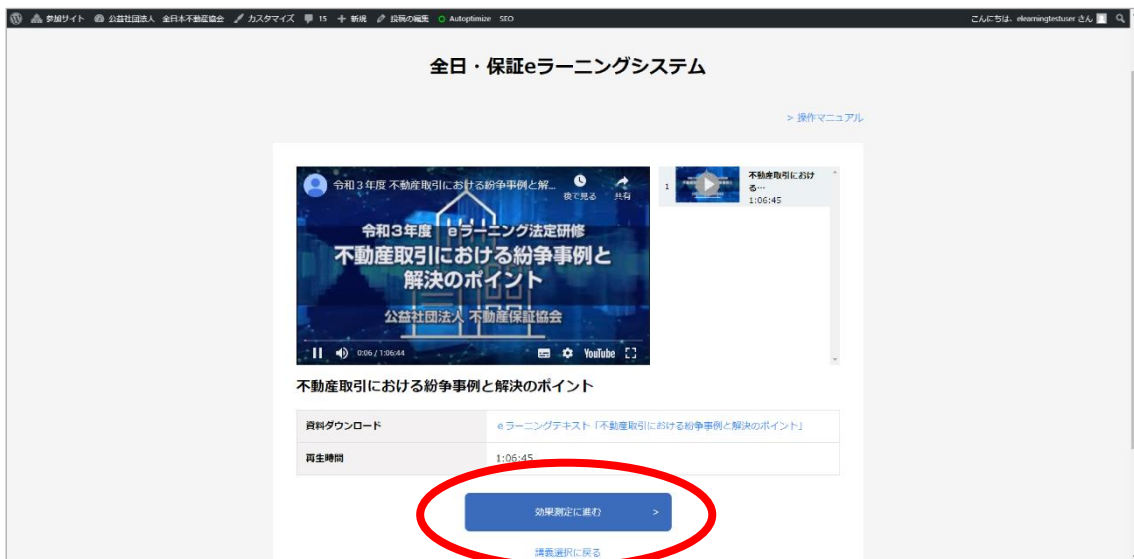 参加サイト 公益社団法人 全日本不動産協会 カスタマイズ 15 + 新規 投稿の編集 Autoptimize SEO こんにちは、elearningtestuser さん
全日・保証eラーニングシステム
> 操作マニュアル
令和3年度 不動産取引における紛争事例と解...
後で見る 共有
令和3年度 eラーニング法定研修
不動産取引における紛争事例と
解決のポイント
公益社団法人 不動産保証協会
0:06 / 1:06:44 YouTube
1 不動産取引におけ
る…
1:06:45
不動産取引における紛争事例と解決のポイント
資料ダウンロード eラーニングテキスト「不動産取引における紛争事例と解決のポイント」
再生時間 1:06:45
効果測定に進む >
講義選択に戻る